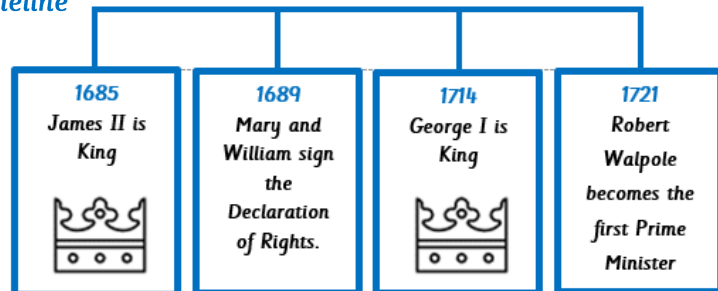 1685
James II is
King
1689
Mary and
William sign
the
Declaration
of Rights.
1714
George I is
King
1721
Robert
Walpole
becomes the
first Prime
Minister